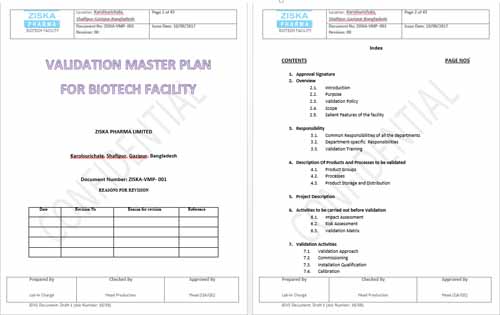 ZISKA
PHARMA
BIOTECH FACILITY
Location: Karolsurichala,
Shafipur, Gazipur, Bangladesh
Document No: ZISKA-VMP- 001
Revision: 00
Page 1 of 43
Issue Date: 10/09/2017
VALIDATION MASTER PLAN
FOR BIOTECH FACILITY
ZISKA PHARMA LIMITED
Karolsurichala, Shafipur, Gazipur, Bangladesh
Document Number: ZISKA-VMP- 001
REASONS FOR REVISION
Date Revision No Reason for revision Reference
CONFIDENTIAL
Prepared By Checked By Approved By
Lab-in Charge Head Production Head (QA/QC)
ZISKA
PHARMA
BIOTECH FACILITY
Location: Karolsurichala,
Shafipur, Gazipur, Bangladesh
Document No: ZISKA-VMP- 001
Revision: 00
Page 2 of 43
Issue Date: 10/09/2017
Index
CONTENTS PAGE NOS
1. Approval Signature
2. Overview
2.1. Introduction
2.2. Purpose
2.3. Validation Policy
2.4. Scope
2.5. Salient Features of the facility
3. Responsibility
3.1. Common Responsibilities of all the departments
3.2. Department-specific Responsibilities
3.3. Validation Training
4. Description Of Products and Processes to be validated
4.1. Product Groups
4.2. Processes
4.3. Product Storage and Distribution
5. Project Description
6. Activities to be carried out before Validation
6.1. Impact Assessment
6.2. Risk Assessment
6.3. Validation Matrix
7. Validation Activities
7.1. Validation Approach
7.2. Commissioning
7.3. Installation Qualification
7.4. Calibration
CONFIDENTIAL
Prepared By Checked By Approved By
Lab-in Charge Head Production Head (QA/QC)